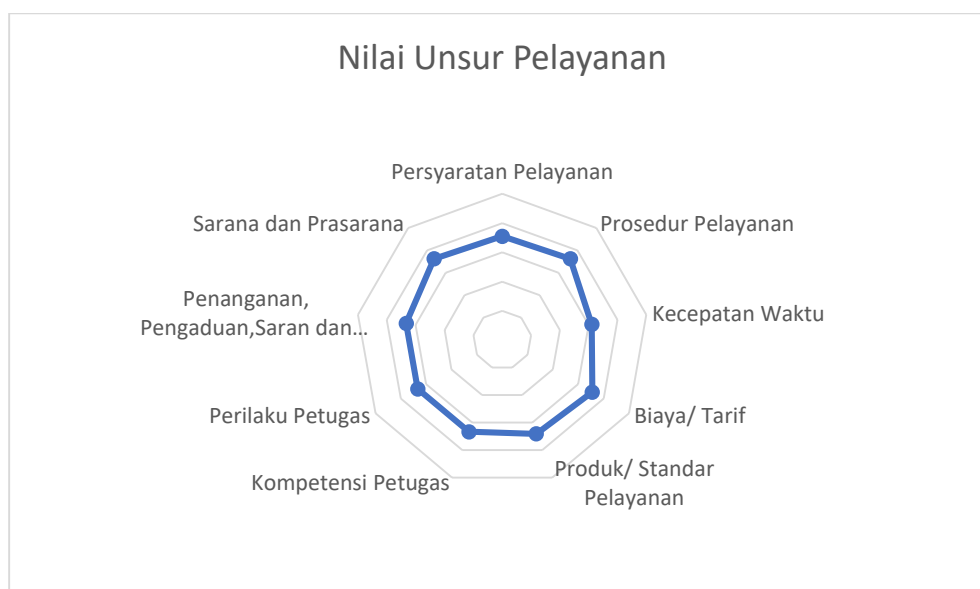 Nilai Unsur Pelayanan
Persyaratan Pelayanan
Prosedur Pelayanan
Kecepatan Waktu
Biaya/ Tarif
Produk/ Standar
Pelayanan
Kompetensi Petugas
Perilaku Petugas
Penanganan,
Pengaduan,Saran dan...
Sarana dan Prasarana